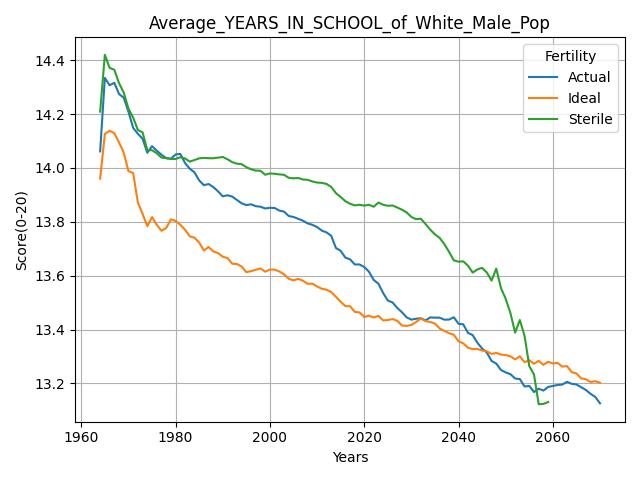 Average_YEARS_IN_SCHOOL_of_White_Male_Pop
Fertility
Actual
Ideal
Sterile
Score(0-20)
14.4
14.2
14.0
13.8
13.6
13.4
13.2
1960
1980
2000
2020
2040
2060
Years